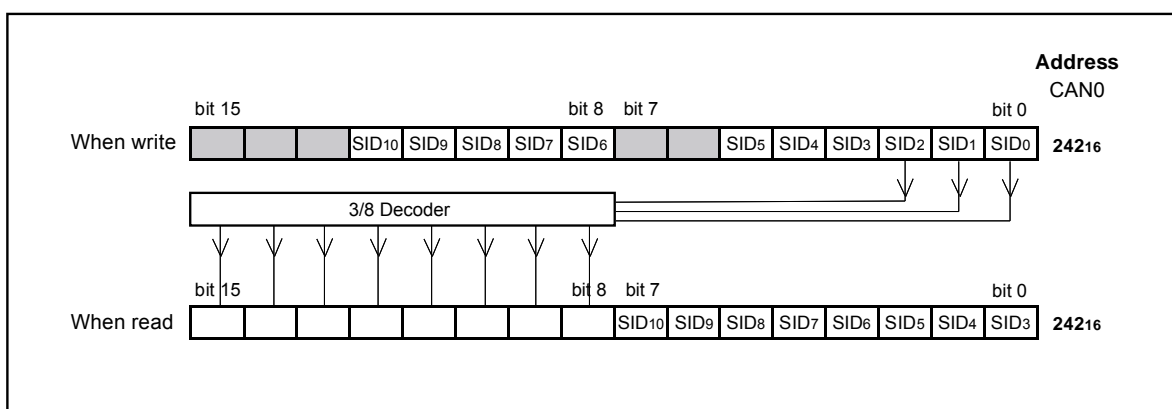 Address
CAN0
bit 15 bit 8 bit 7 bit 0
When write SID10 SID9 SID8 SID7 SID6 SID5 SID4 SID3 SID2 SID1 SID0 24216
3/8 Decoder
bit 15 bit 8 bit 7 bit 0
When read SID10 SID9 SID8 SID7 SID6 SID5 SID4 SID3 24216